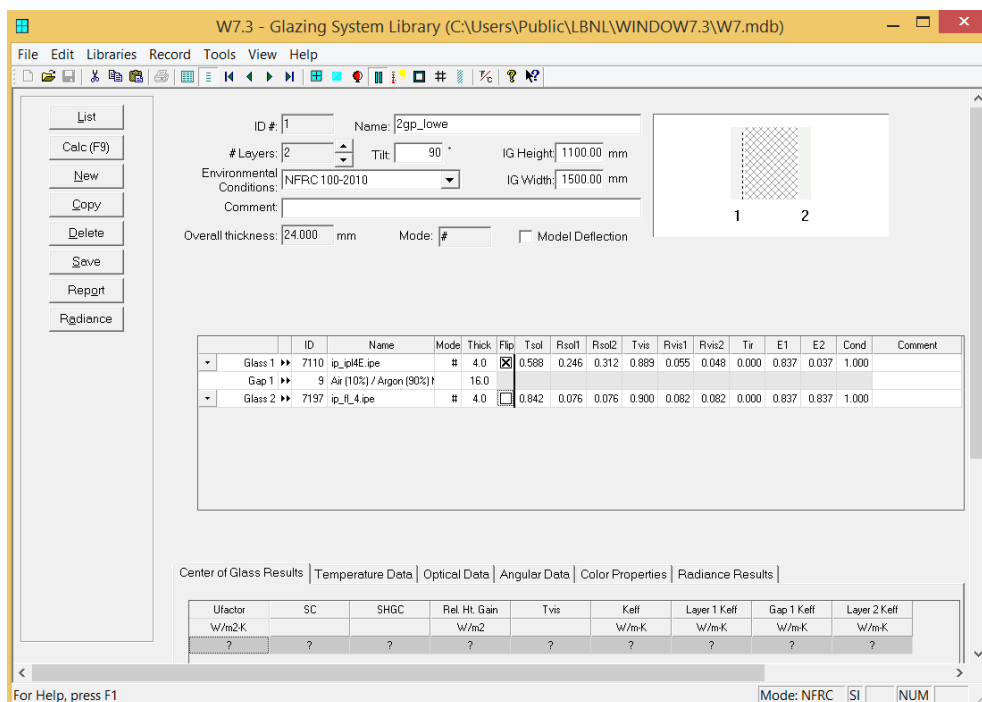 W7.3 - Glazing System Library (C:\Users\Public\LBNL\WINDOW7.3\W7.mdb)
File Edit Libraries Record Tools View Help
List
Calc (F9)
New
Copy
Delete
Save
Report
Radiance
ID #: 1 Name: 2gp_lowe
# Layers: 2 Tilt: 90 ° IG Height: 1100.00 mm
Environmental Conditions: NFRC 100-2010 IG Width: 1500.00 mm
Comment:
Overall thickness: 24.000 mm Mode: # Model Deflection
1 2
ID Name Mode Thick Flip Tsol Rsol1 Rsol2 Tvis Rvis1 Rvis2 Tir E1 E2 Cond Comment
Glass 1 7110 ip_ipl4E.ipe # 4.0 0.588 0.246 0.312 0.889 0.055 0.048 0.000 0.837 0.037 1.000
Gap 1 9 Air (10%) / Argon (90%) 16.0
Glass 2 7197 ip_fl_4.ipe # 4.0 0.842 0.076 0.076 0.900 0.082 0.082 0.000 0.837 0.837 1.000
Center of Glass Results Temperature Data Optical Data Angular Data Color Properties Radiance Results
Ufactor SC SHGC Rel. Ht. Gain Tvis Keff Layer 1 Keff Gap 1 Keff Layer 2 Keff
W/m2-K W/m2 W/m-K W/m-K W/m-K W/m-K
? ? ? ? ? ? ? ? ?
For Help, press F1 Mode: NFRC SI NUM